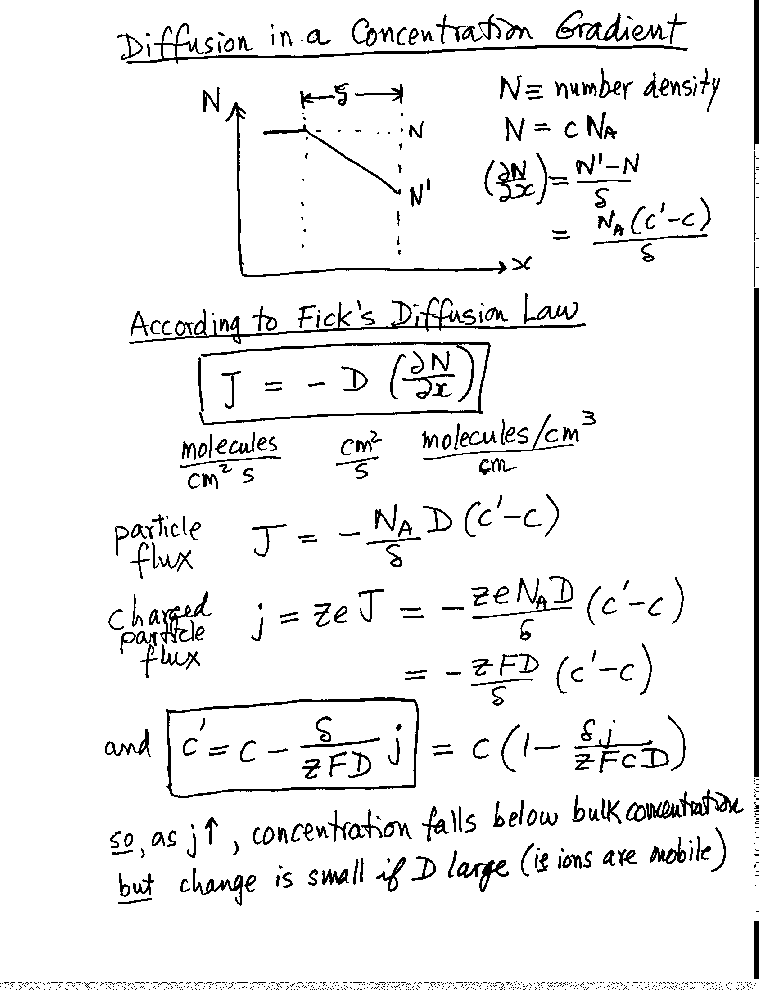 Diffusion in a Concentration Gradient
N
δ
N
N'
x
N ≡ number density
N = c N_A
(∂N/∂x) = (N'-N)/δ
= N_A(c'-c)/δ
According to Fick's Diffusion Law
J = - D (∂N/∂x)
molecules/cm² s   cm²/s   molecules/cm³/cm
particle flux   J = - N_A/δ D (c'-c)
charged particle flux   j = zeJ = - zeN_AD/δ (c'-c)
= - zFD/δ (c'-c)
and c' = c - δ/zFD j = c (1 - δj/zFcD)
so, as j↑, concentration falls below bulk concentration
but change is small if D large (ie ions are mobile)